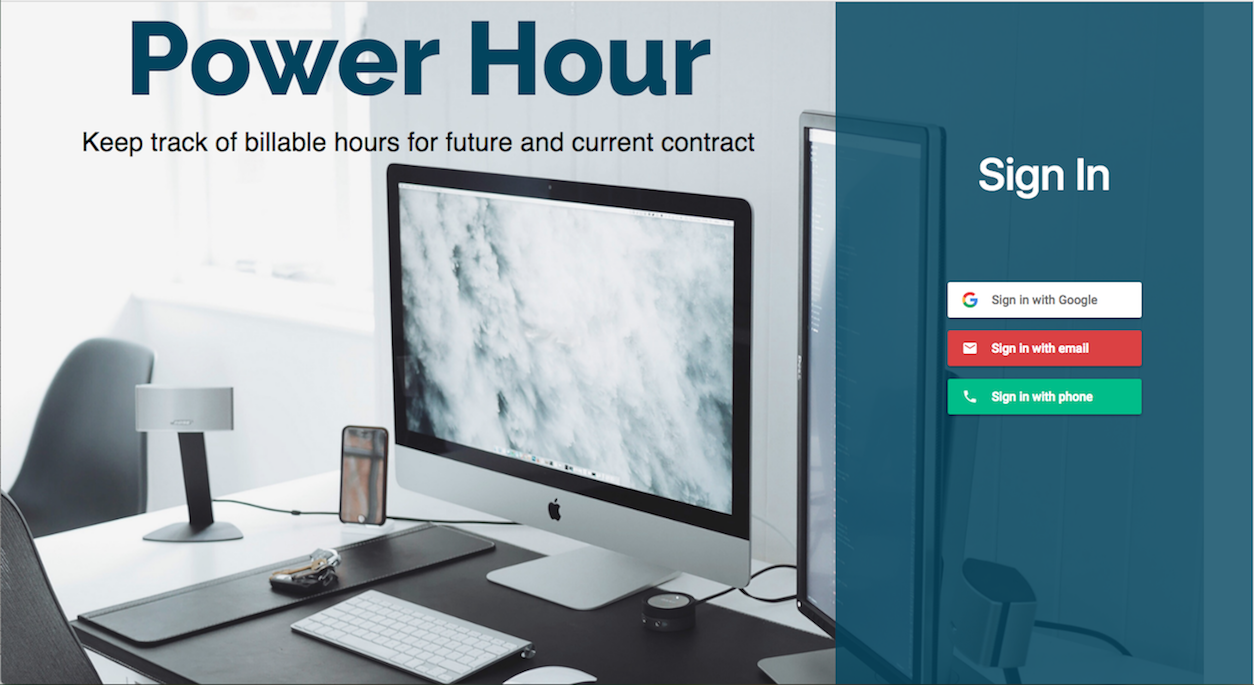 Power Hour
Keep track of billable hours for future and current contract
Sign In
Sign in with Google
Sign in with email
Sign in with phone